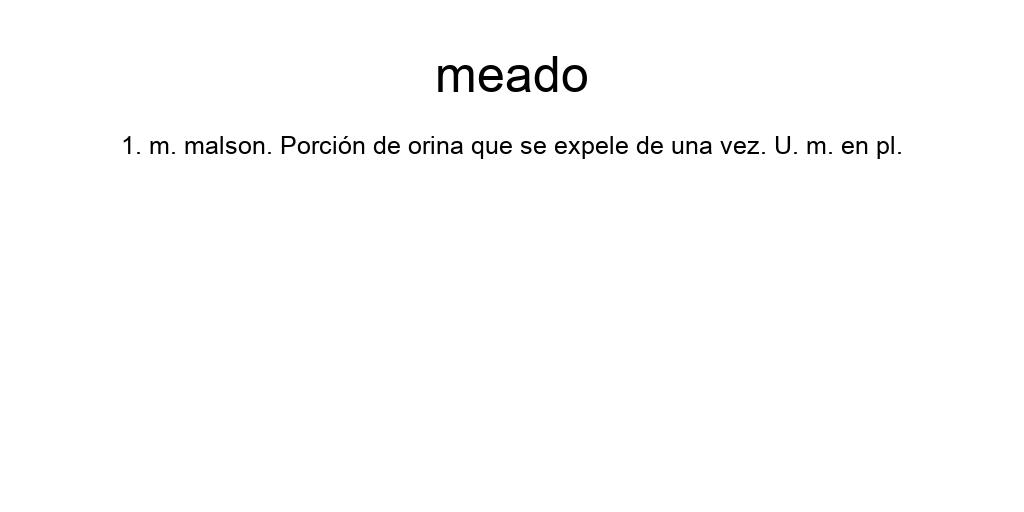 meado
1. m. malson. Porción de orina que se expele de una vez. U. m. en pl.